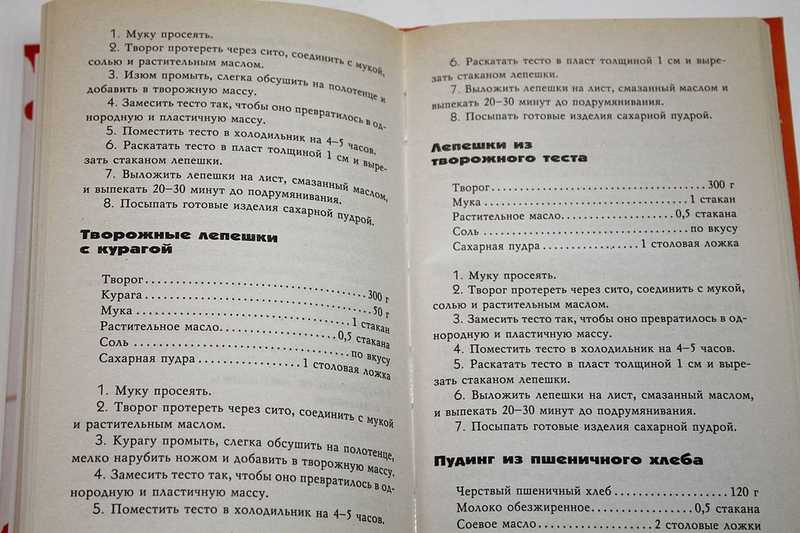 1. Муку просеять.
2. Творог протереть через сито, соединить с мукой,
солью и растительным маслом.
3. Изюм промыть, слегка обсушить на полотенце и
добавить в творожную массу.
4. Замесить тесто так, чтобы оно превратилось в од-
нородную и пластичную массу.
5. Поместить тесто в холодильник на 4–5 часов.
6. Раскатать тесто в пласт толщиной 1 см и выре-
зать стаканом лепешки.
7. Выложить лепешки на лист, смазанный маслом,
и выпекать 20–30 минут до подрумянивания.
8. Посыпать готовые изделия сахарной пудрой.
Творожные лепешки
с курагой
Творог..............................300 г
Курага..............................50 г
Мука..............................1 стакан
Растительное масло....................0,5 стакана
Соль..............................по вкусу
Сахарная пудра....................1 столовая ложка
1. Муку просеять.
2. Творог протереть через сито, соединить с мукой
и растительным маслом.
3. Курагу промыть, слегка обсушить на полотенце,
мелко нарубить ножом и добавить в творожную массу.
4. Замесить тесто так, чтобы оно превратилось в од-
нородную и пластичную массу.
5. Поместить тесто в холодильник на 4–5 часов.
6. Раскатать тесто в пласт толщиной 1 см и выре-
зать стаканом лепешки.
7. Выложить лепешки на лист, смазанный маслом и
выпекать 20–30 минут до подрумянивания.
8. Посыпать готовые изделия сахарной пудрой.
Лепешки из
творожного теста
Творог..............................300 г
Мука..............................1 стакан
Растительное масло....................0,5 стакана
Соль..............................по вкусу
Сахарная пудра....................1 столовая ложка
1. Муку просеять.
2. Творог протереть через сито, соединить с мукой,
солью и растительным маслом.
3. Замесить тесто так, чтобы оно превратилось в од-
нородную и пластичную массу.
4. Поместить тесто в холодильник на 4–5 часов.
5. Раскатать тесто в пласт толщиной 1 см и выре-
зать стаканом лепешки.
6. Выложить лепешки на лист, смазанный маслом,
и выпекать 20–30 минут до подрумянивания.
7. Посыпать готовые изделия сахарной пудрой.
Пудинг из пшеничного хлеба
Черствый пшеничный хлеб....................120 г
Молоко обезжиренное....................0,5 стакана
Соевое масло....................2 столовые ложки